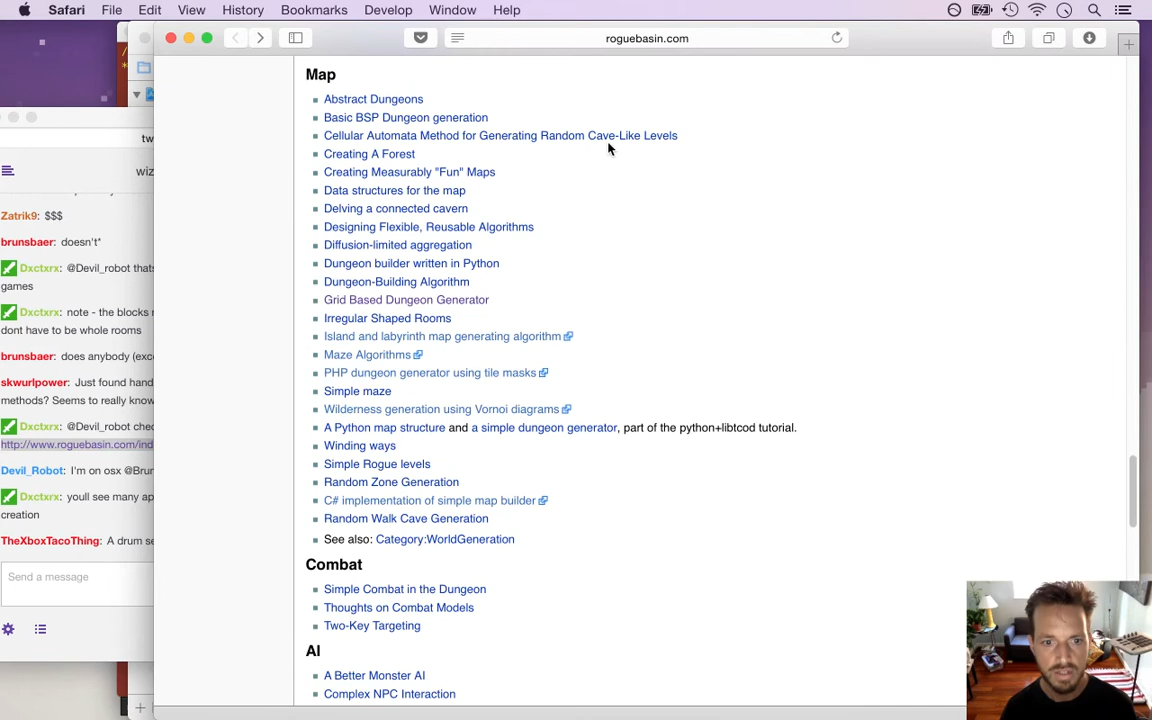 Safari File Edit View History Bookmarks Develop Window Help
roguebasin.com
tw
wiz
Zatrik9: $$$
brunsbaer: doesn't*
Dxctxrx: @Devil_robot thats
games
Dxctxrx: note - the blocks
dont have to be whole rooms
brunsbaer: does anybody (exc
skwurlpower: Just found hand
methods? Seems to really know
Dxctxrx: @Devil_robot chec
http://www.roguebasin.com/ind
Devil_Robot: I'm on osx @Brun
Dxctxrx: youll see many ap
creation
TheXboxTacoThing: A drum se
Send a message
Map
Abstract Dungeons
Basic BSP Dungeon generation
Cellular Automata Method for Generating Random Cave-Like Levels
Creating A Forest
Creating Measurably "Fun" Maps
Data structures for the map
Delving a connected cavern
Designing Flexible, Reusable Algorithms
Diffusion-limited aggregation
Dungeon builder written in Python
Dungeon-Building Algorithm
Grid Based Dungeon Generator
Irregular Shaped Rooms
Island and labyrinth map generating algorithm
Maze Algorithms
PHP dungeon generator using tile masks
Simple maze
Wilderness generation using Vornoi diagrams
A Python map structure and a simple dungeon generator, part of the python+libtcod tutorial.
Winding ways
Simple Rogue levels
Random Zone Generation
C# implementation of simple map builder
Random Walk Cave Generation
See also: Category:WorldGeneration
Combat
Simple Combat in the Dungeon
Thoughts on Combat Models
Two-Key Targeting
AI
A Better Monster AI
Complex NPC Interaction